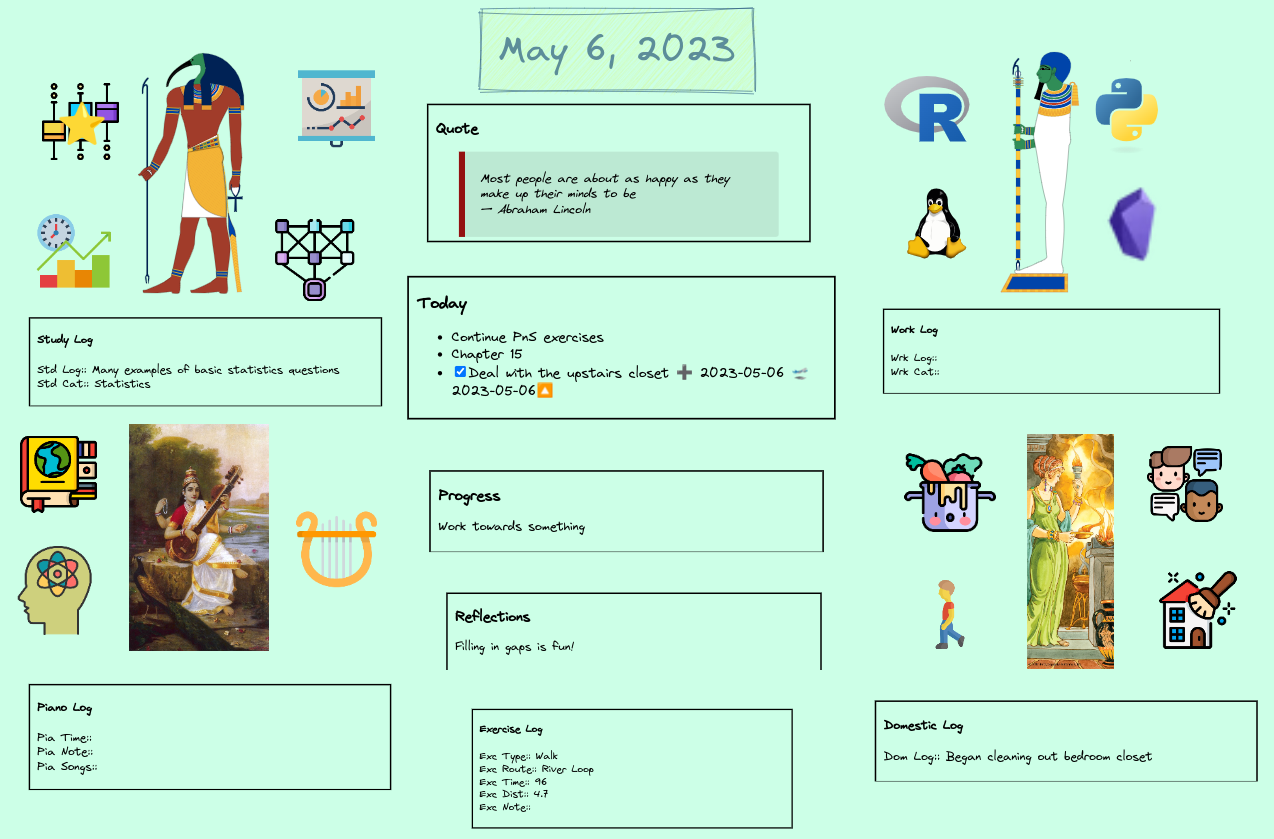 May 6, 2023
Quote
Most people are about as happy as they
make up their minds to be
— Abraham Lincoln
Today
• Continue PnS exercises
• Chapter 15
• ☑Deal with the upstairs closet ➕ 2023-05-06 🛫
2023-05-06🔼
Study Log
Std Log:: Many examples of basic statistics questions
Std Cat:: Statistics
R
Work Log
Wrk Log::
Wrk Cat::
Progress
Work towards something
Reflections
Filling in gaps is fun!
Piano Log
Pia Time::
Pia Note::
Pia Songs::
Exercise Log
Exc Type:: Walk
Exc Route:: River Loop
Exc Time:: 96
Exc Dist:: 4.7
Exc Note::
Domestic Log
Dom Log:: Began cleaning out bedroom closet